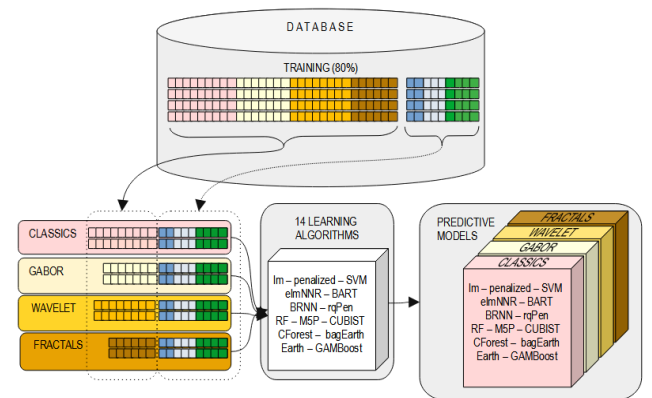 DATABASE
TRAINING (80%)
CLASSICS
GABOR
WAVELET
FRACTALS
14 LEARNING
ALGORITHMS
lm – penalized – SVM
elmNNR – BART
BRNN – rqPen
RF – M5P – CUBIST
CForest – bagEarth
Earth – GAMBoost
PREDICTIVE
MODELS
FRACTALS
WAVELET
GABOR
CLASSICS
lm – penalized – SVM
elmNNR – BART
BRNN – rqPen
RF – M5P – CUBIST
CForest – bagEarth
Earth – GAMBoost